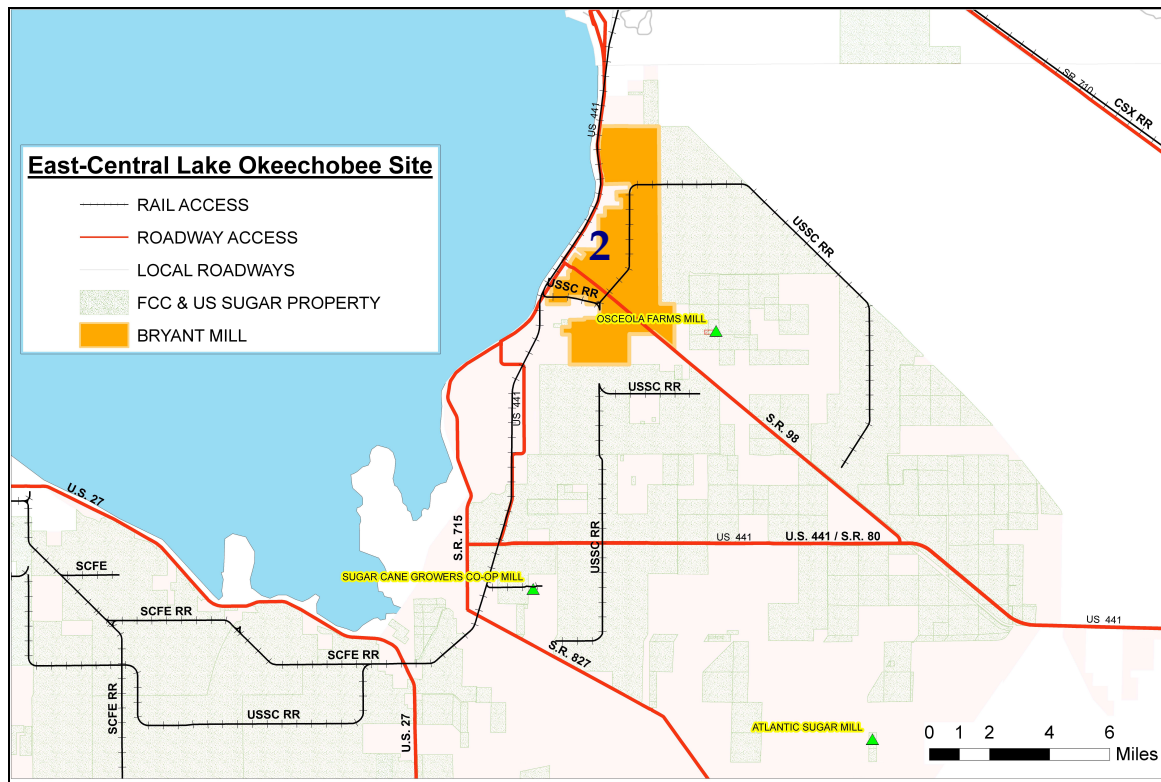 US 441
SR 710
CSX RR
East-Central Lake Okeechobee Site
RAIL ACCESS
ROADWAY ACCESS
LOCAL ROADWAYS
FCC & US SUGAR PROPERTY
BRYANT MILL
USSC RR
2
USSC RR
OSCEOLA FARMS MILL
USSC RR
US 441
S.R. 98
U.S. 27
S.R. 715
USSC RR
US 441
U.S. 441 / S.R. 80
SCFE
SUGAR CANE GROWERS CO-OP MILL
SCFE RR
US 441
SCFE RR
S.R. 827
SCFE RR
USSC RR
U.S. 27
ATLANTIC SUGAR MILL
0 1 2 4 6
Miles